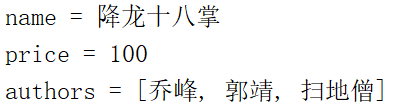 name = 降龙十八掌
price = 100
authors = [乔峰, 郭靖, 扫地僧]